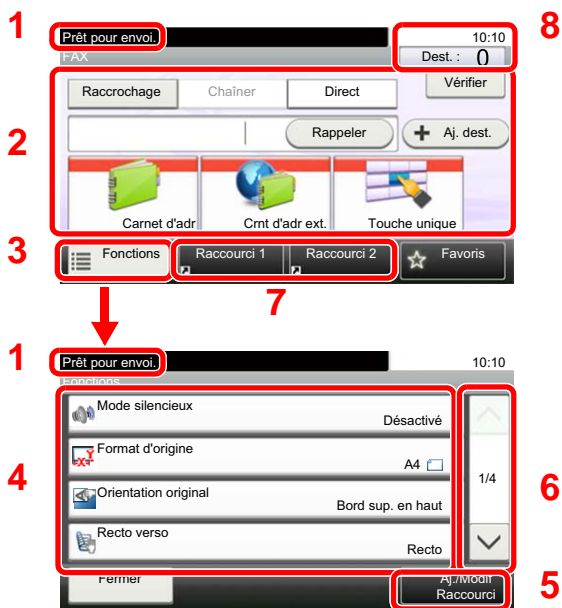 1
Prêt pour envoi.
10:10
8
FAX
Dest. : 0
Raccrochage
Chaîner
Direct
Vérifier
2
Rappeler
+ Aj. dest.
Carnet d'adr
Crnt d'adr ext.
Touche unique
3
Fonctions
Raccourci 1
Raccourci 2
Favoris
7
1
Prêt pour envoi.
10:10
Fonctions
4
Mode silencieux
Désactivé
Format d'origine
A4
Orientation original
Bord sup. en haut
Recto verso
Recto
1/4
6
Fermer
Aj./Modif
Raccourci
5